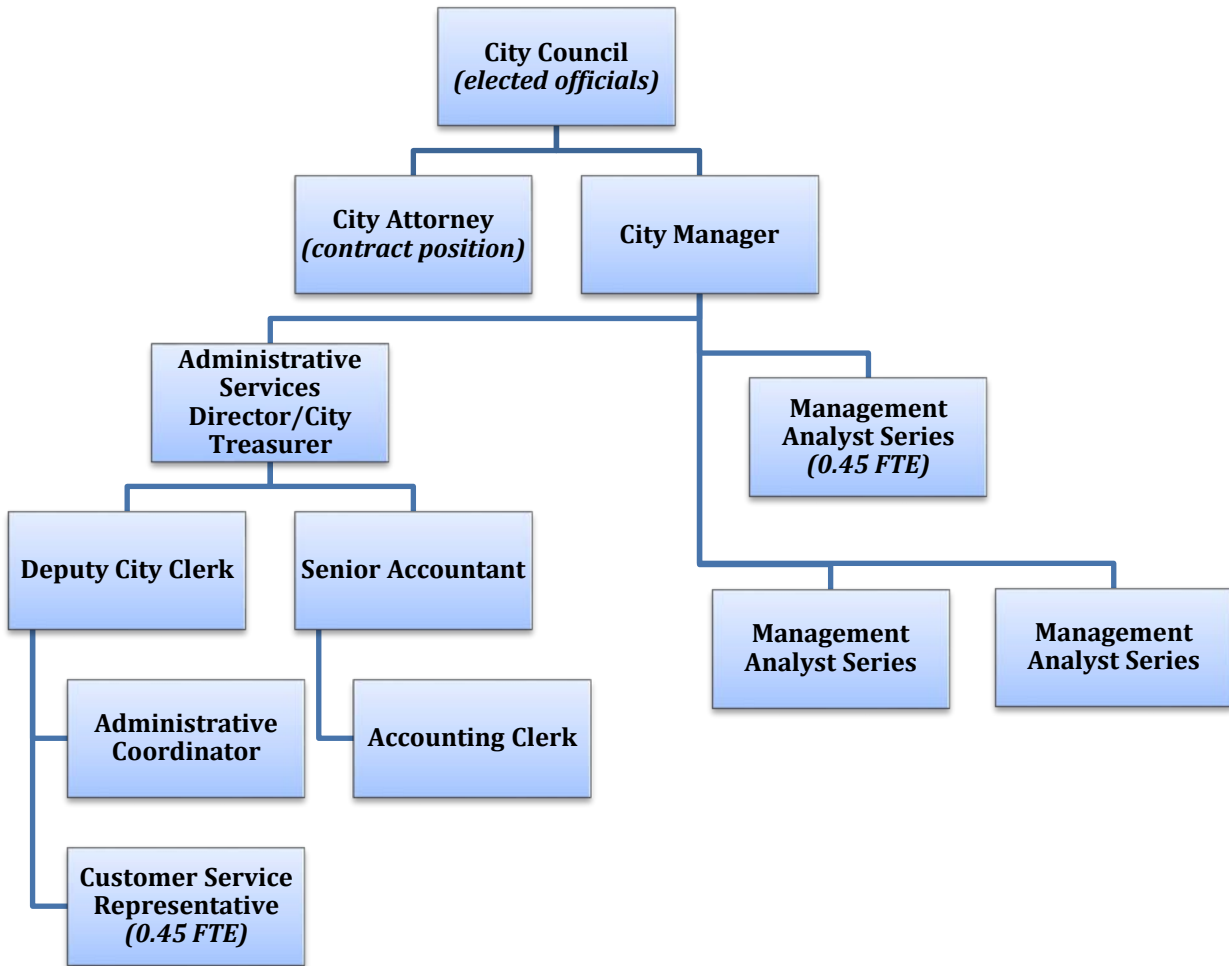 City Council
(elected officials)
City Attorney
(contract position)
City Manager
Administrative
Services
Director/City
Treasurer
Management
Analyst Series
(0.45 FTE)
Deputy City Clerk
Senior Accountant
Management
Analyst Series
Management
Analyst Series
Administrative
Coordinator
Accounting Clerk
Customer Service
Representative
(0.45 FTE)